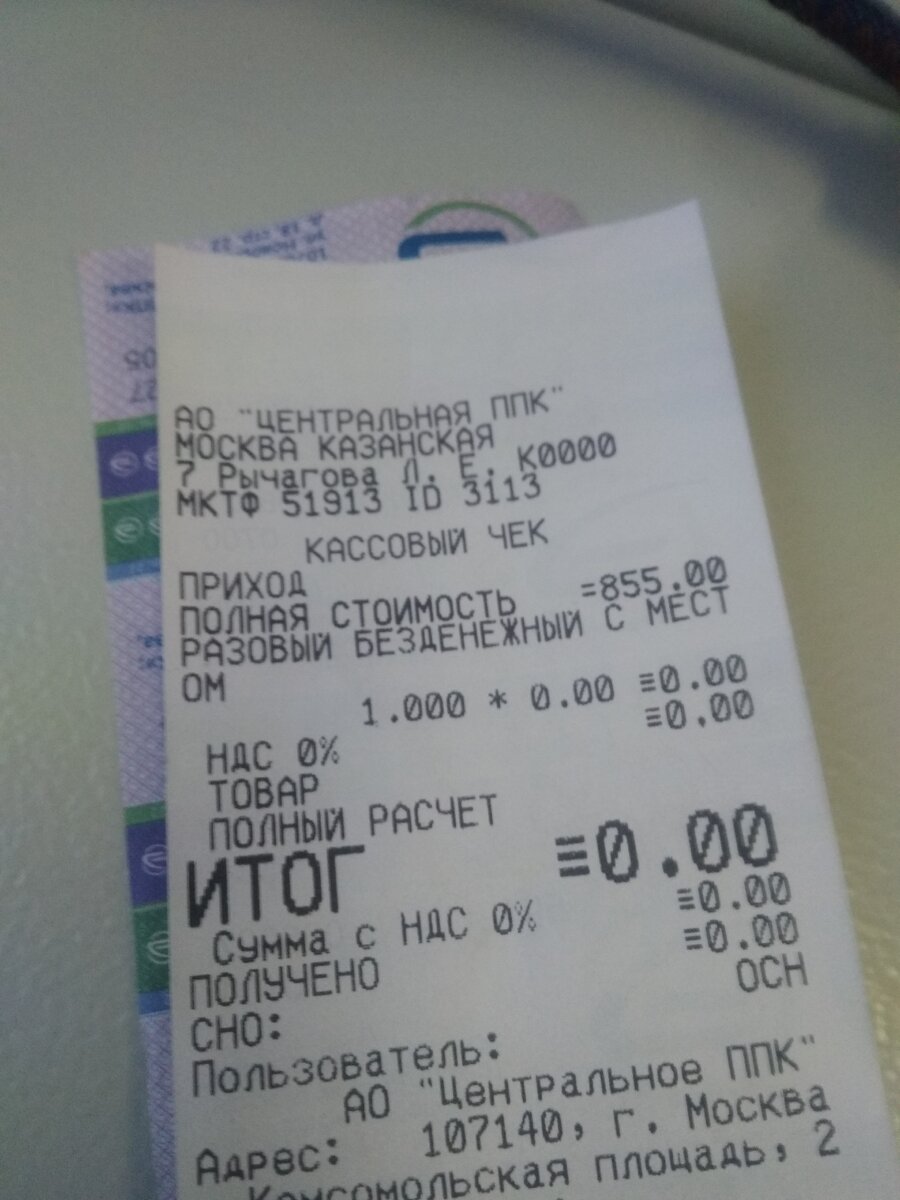 АО "ЦЕНТРАЛЬНАЯ ППК"
МОСКВА КАЗАНСКАЯ
7 Рычагова Л. Е. К0000
МКТФ 51913 ID 3113
КАССОВЫЙ ЧЕК
ПРИХОД
ПОЛНАЯ СТОИМОСТЬ =855.00
РАЗОВЫЙ БЕЗДЕНЕЖНЫЙ С МЕСТ
ОМ
1.000 * 0.00 ≡0.00
≡0.00
НДС 0%
ТОВАР
ПОЛНЫЙ РАСЧЕТ
ИТОГ ≡0.00
Сумма с НДС 0% ≡0.00
ПОЛУЧЕНО ≡0.00
СНО: ОСН
Пользователь:
АО "Центральное ППК"
Адрес: 107140, г. Москва
Комсомольская площадь, 2